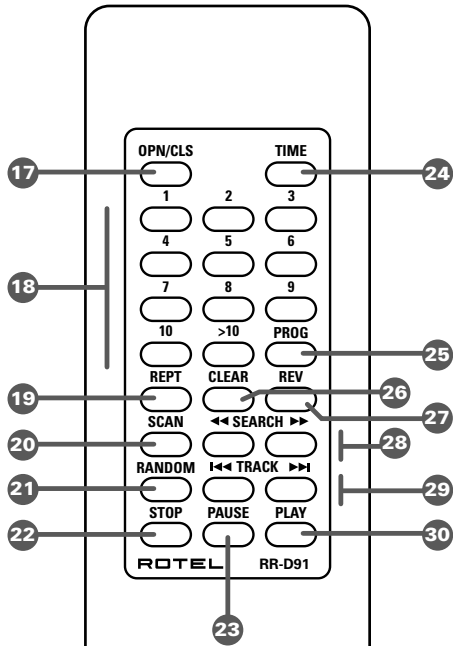 OPN/CLS TIME
17 24
1 2 3
4 5 6
18
7 8 9
10 >10 PROG
25
REPT CLEAR REV
19 26
27
SCAN ◀◀ SEARCH ▶▶
20 28
RANDOM I◀◀ TRACK ▶▶I
21 29
STOP PAUSE PLAY
22 30
ROTEL RR-D91
23